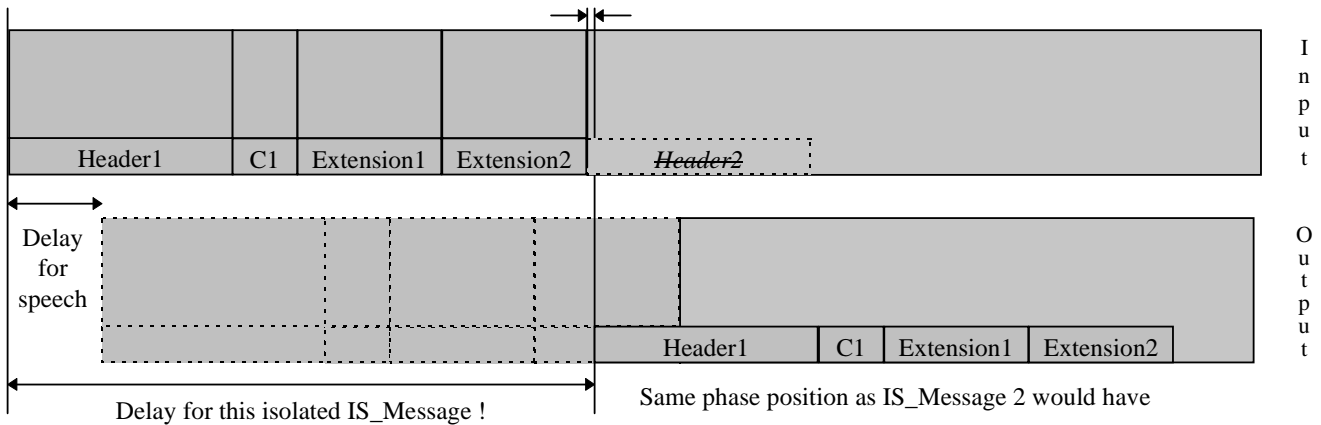 Header1 C1 Extension1 Extension2 Header2
Input
Delay
for
speech
Output
Header1 C1 Extension1 Extension2
Delay for this isolated IS_Message !
Same phase position as IS_Message 2 would have